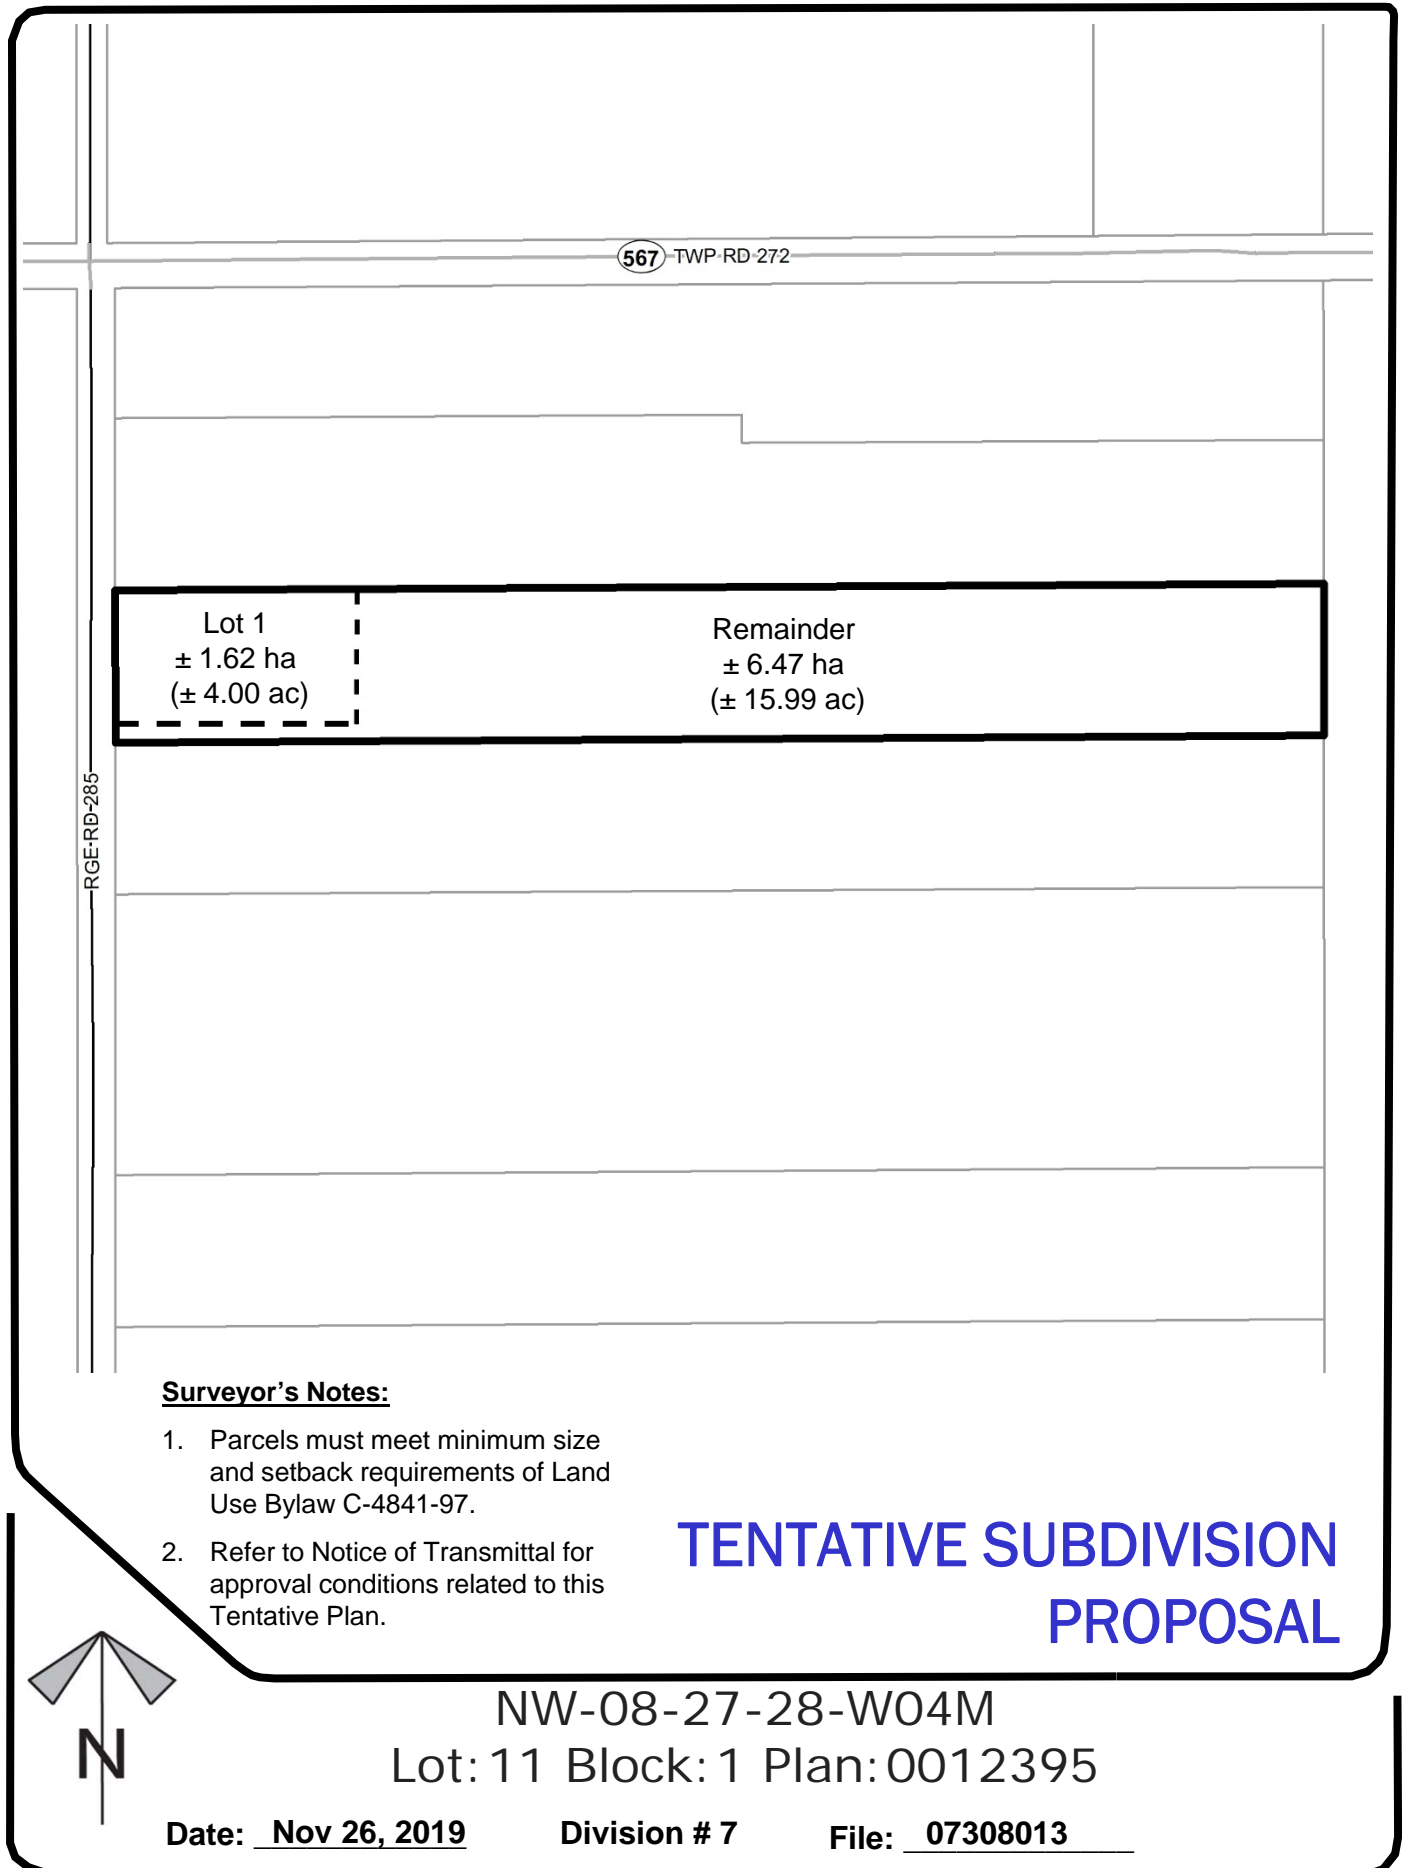 567 TWP RD 272
Lot 1
± 1.62 ha
(± 4.00 ac)
Remainder
± 6.47 ha
(± 15.99 ac)
RGE RD 285
Surveyor’s Notes:
1. Parcels must meet minimum size
and setback requirements of Land
Use Bylaw C-4841-97.
2. Refer to Notice of Transmittal for
approval conditions related to this
Tentative Plan.
TENTATIVE SUBDIVISION
PROPOSAL
N
NW-08-27-28-W04M
Lot:11 Block:1 Plan:0012395
Date: Nov 26, 2019 Division # 7 File: 07308013